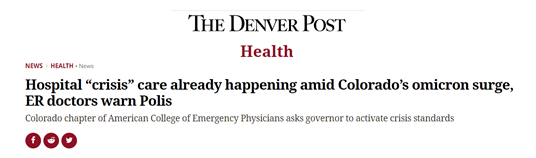 THE DENVER POST
Health
NEWS > HEALTH • News
Hospital “crisis” care already happening amid Colorado’s omicron surge,
ER doctors warn Polis
Colorado chapter of American College of Emergency Physicians asks governor to activate crisis standards